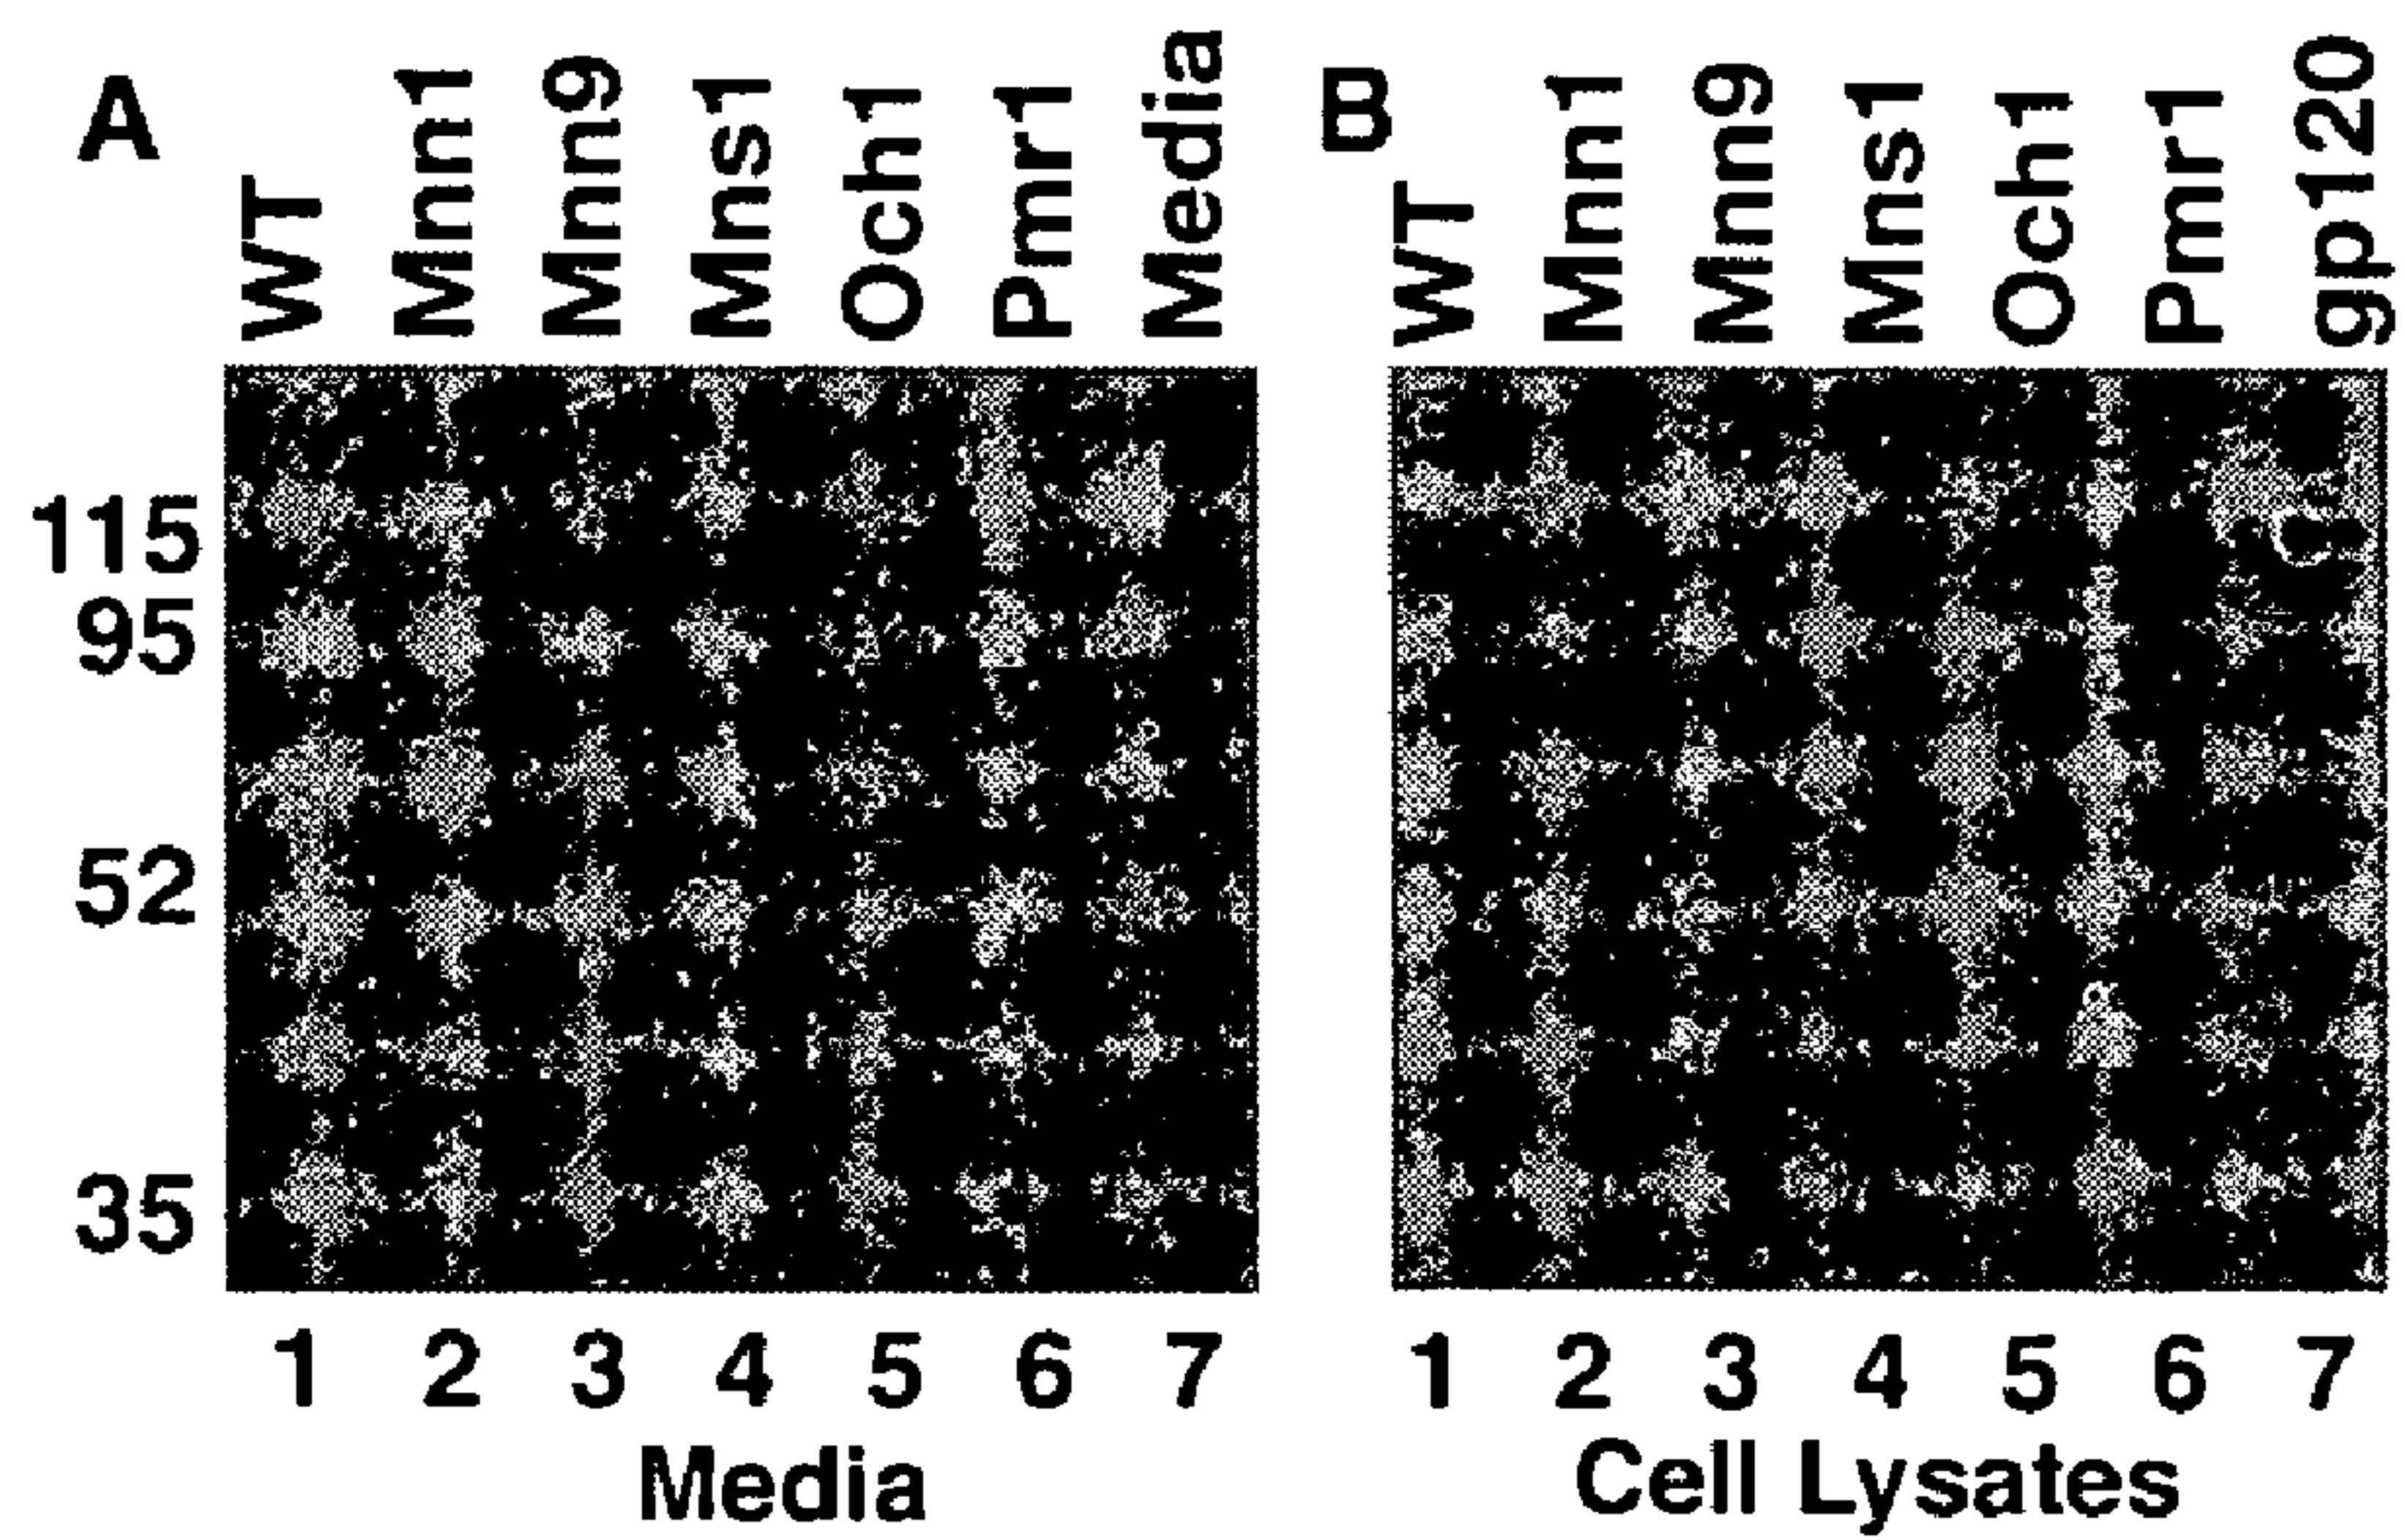 A
WT Mnn1 Mnn9 Mns1 Och1 Pmr1 Media
115
95
52
35
1 2 3 4 5 6 7
Media
B
WT Mnn1 Mnn9 Mns1 Och1 Pmr1 gp120
1 2 3 4 5 6 7
Cell Lysates